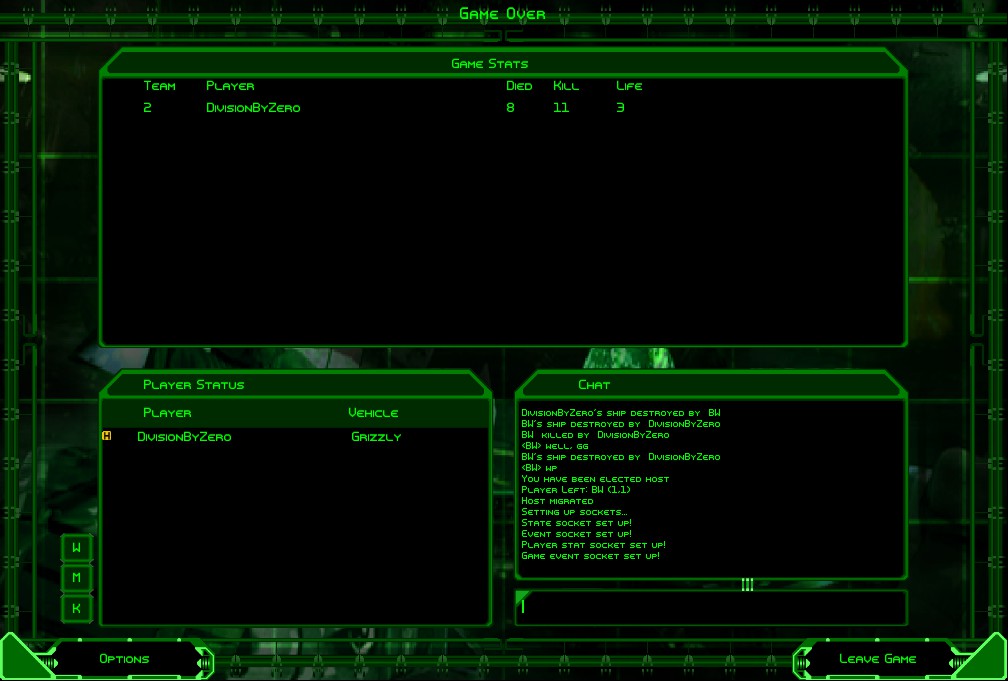 Game Over
Game Stats
Team Player Died Kill Life
2 DivisionByZero 8 11 3
Player Status
Player Vehicle
H DivisionByZero Grizzly
W
M
K
Chat
DivisionByZero's ship destroyed by BW
BW's ship destroyed by DivisionByZero
BW killed by DivisionByZero
<BW> well, gg
BW's ship destroyed by DivisionByZero
<BW> wp
You have been elected host
Player Left: BW (1,1)
Host migrated
Setting up sockets...
State socket set up!
Event socket set up!
Player stat socket set up!
Game event socket set up!
Options
Leave Game